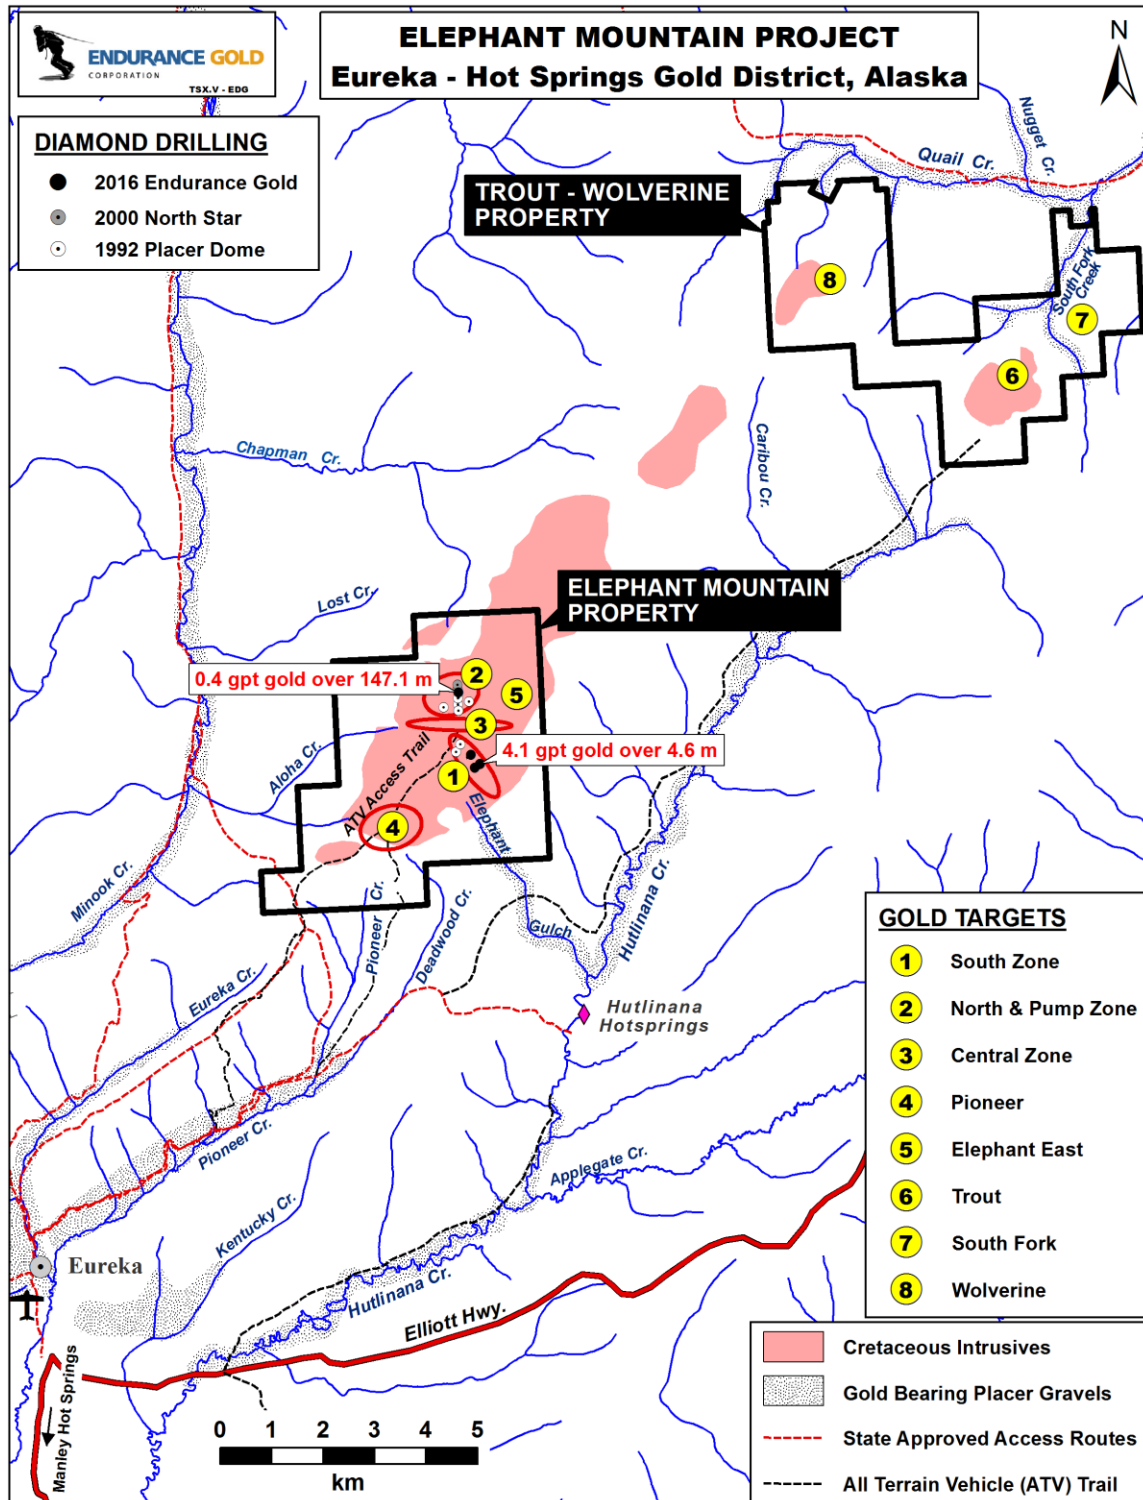 ENDURANCE GOLD
CORPORATION
TSX.V - EDG
ELEPHANT MOUNTAIN PROJECT
Eureka - Hot Springs Gold District, Alaska
N
DIAMOND DRILLING
2016 Endurance Gold
2000 North Star
1992 Placer Dome
Nugget Cr.
Quail Cr.
TROUT - WOLVERINE
PROPERTY
8
South Fork
Creek
7
6
Chapman Cr.
Caribou Cr.
ELEPHANT MOUNTAIN
PROPERTY
Lost Cr.
0.4 gpt gold over 147.1 m
2
5
3
4.1 gpt gold over 4.6 m
Aloha Cr.
ATV Access Trail
1
4
Elephant
Gulch
Minook Cr.
Pioneer Cr.
Deadwood Cr.
Hutlinana Cr.
Eureka Cr.
Hutlinana
Hotsprings
Pioneer Cr.
Applegate Cr.
Kentucky Cr.
Eureka
Hutlinana Cr.
Elliott Hwy.
Manley Hot Springs
GOLD TARGETS
1 South Zone
2 North & Pump Zone
3 Central Zone
4 Pioneer
5 Elephant East
6 Trout
7 South Fork
8 Wolverine
Cretaceous Intrusives
Gold Bearing Placer Gravels
State Approved Access Routes
All Terrain Vehicle (ATV) Trail
0 1 2 3 4 5
km